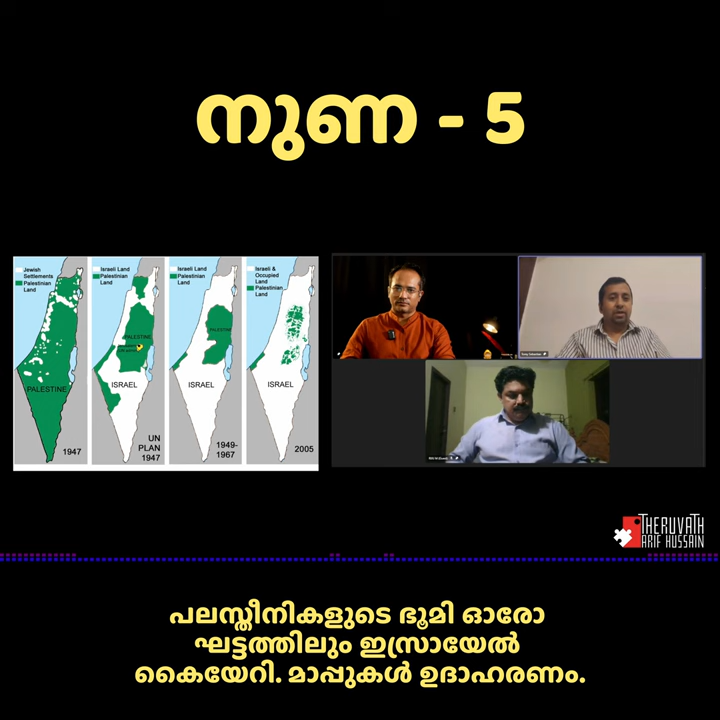 നുണ - 5
Jewish
Settlements
Palestinian
Land
PALESTINE
1947
Israeli Land
Palestinian
Land
PALESTINE
ISRAEL
UN
PLAN
1947
Israeli Land
Palestinian
Land
PALESTINE
ISRAEL
1949-
1967
Israeli &
Occupied
Land
Palestinian
Land
ISRAEL
2005
THERUVATH
ARIF HUSSAIN
പലസ്തീനികളുടെ ഭൂമി ഓരോ
ഘട്ടത്തിലും ഇസ്രായേൽ
കൈയേറി. മാപ്പുകൾ ഉദാഹരണം.